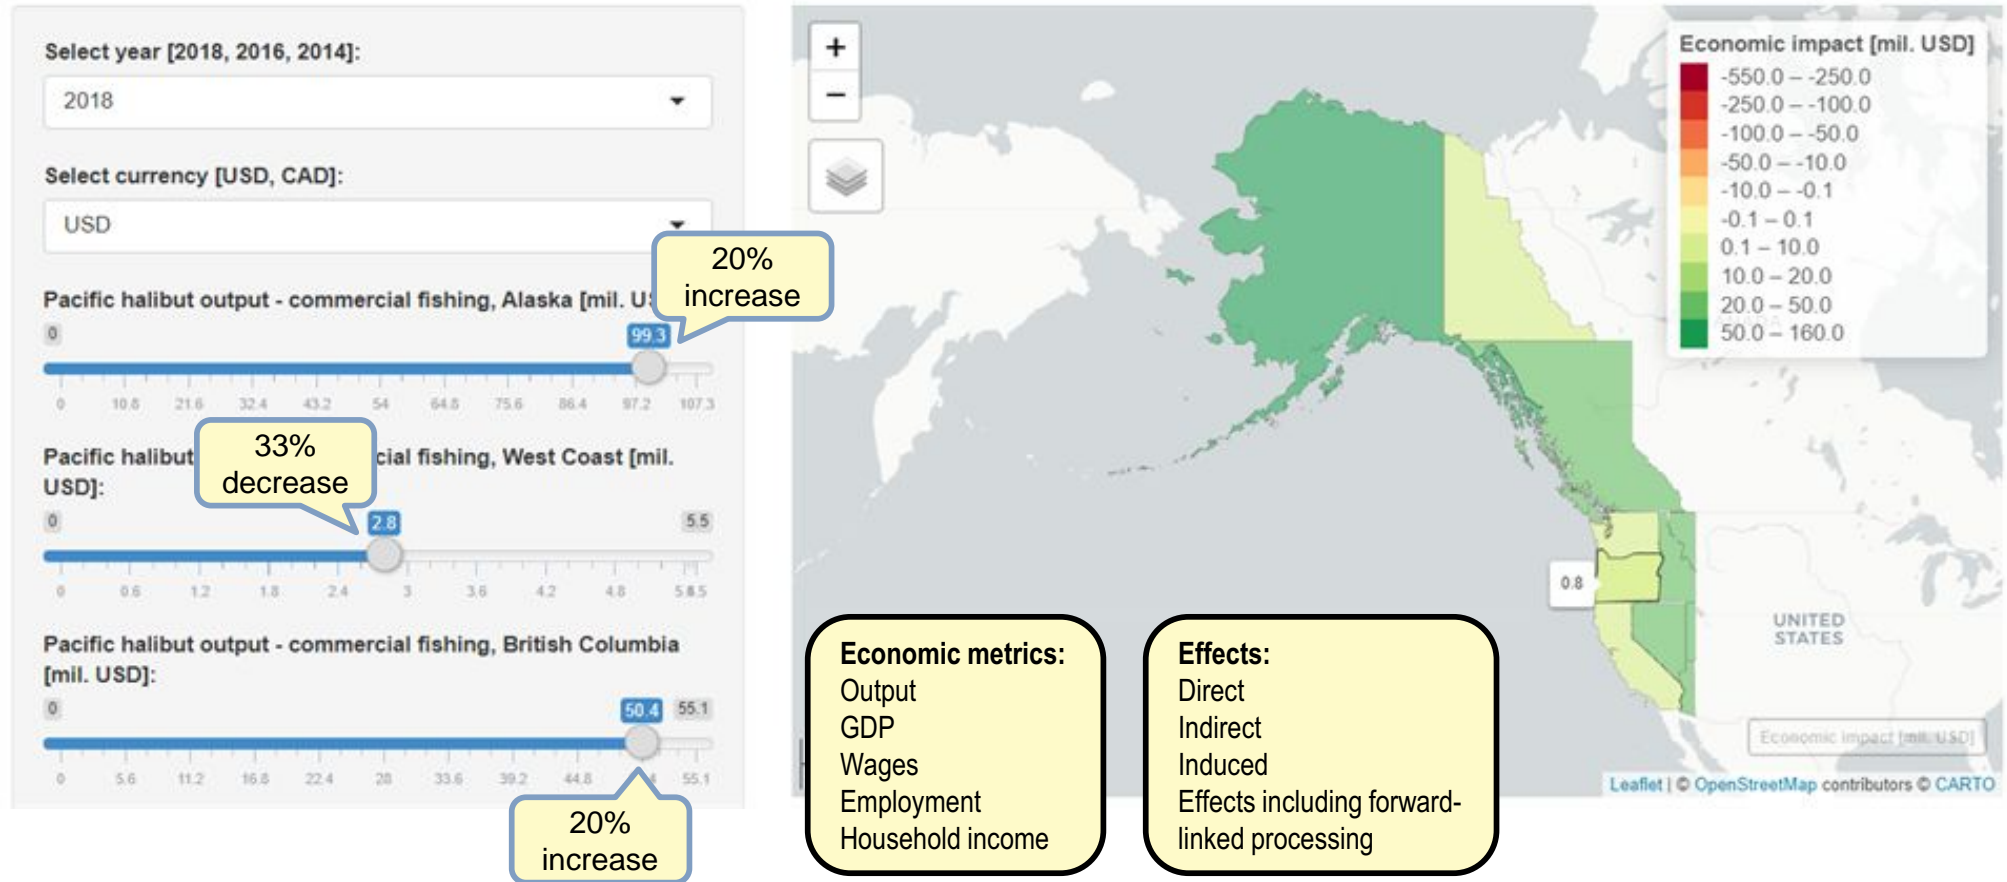 Select year [2018, 2016, 2014]:
2018
Select currency [USD, CAD]:
USD
20%
increase
Pacific halibut output - commercial fishing, Alaska [mil. U
0
99.3
0 10.8 21.6 32.4 43.2 54 64.8 75.6 86.4 97.2 107.3
33%
decrease
Pacific halibut cial fishing, West Coast [mil.
USD]:
0
2.8
5.5
0 0.6 1.2 1.8 2.4 3 3.6 4.2 4.8
Pacific halibut output - commercial fishing, British Columbia
[mil. USD]:
0
50.4
55.1
0 5.6 11.2 16.8 22.4 28 33.6 39.2 44.8 55.1
20%
increase
+
−
Economic impact [mil. USD]
-550.0 – -250.0
-250.0 – -100.0
-100.0 – -50.0
-50.0 – -10.0
-10.0 – -0.1
-0.1 – 0.1
0.1 – 10.0
10.0 – 20.0
20.0 – 50.0
50.0 – 160.0
0.8
UNITED
STATES
Economic metrics:
Output
GDP
Wages
Employment
Household income
Effects:
Direct
Indirect
Induced
Effects including forward-
linked processing
Economic impact [mil. USD]
Leaflet | © OpenStreetMap contributors © CARTO